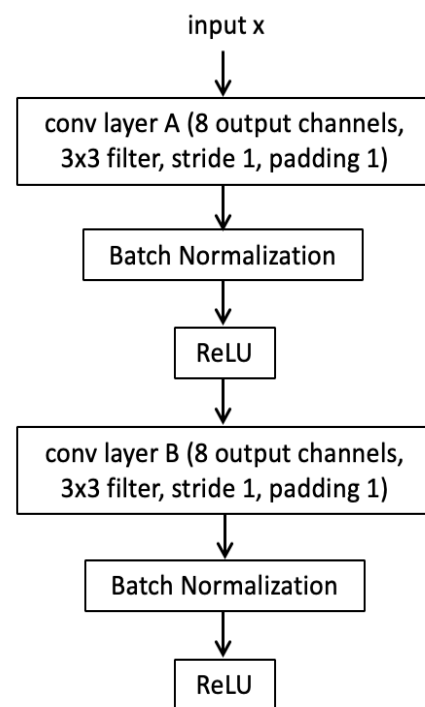 input x
conv layer A (8 output channels,
3x3 filter, stride 1, padding 1)
Batch Normalization
ReLU
conv layer B (8 output channels,
3x3 filter, stride 1, padding 1)
Batch Normalization
ReLU